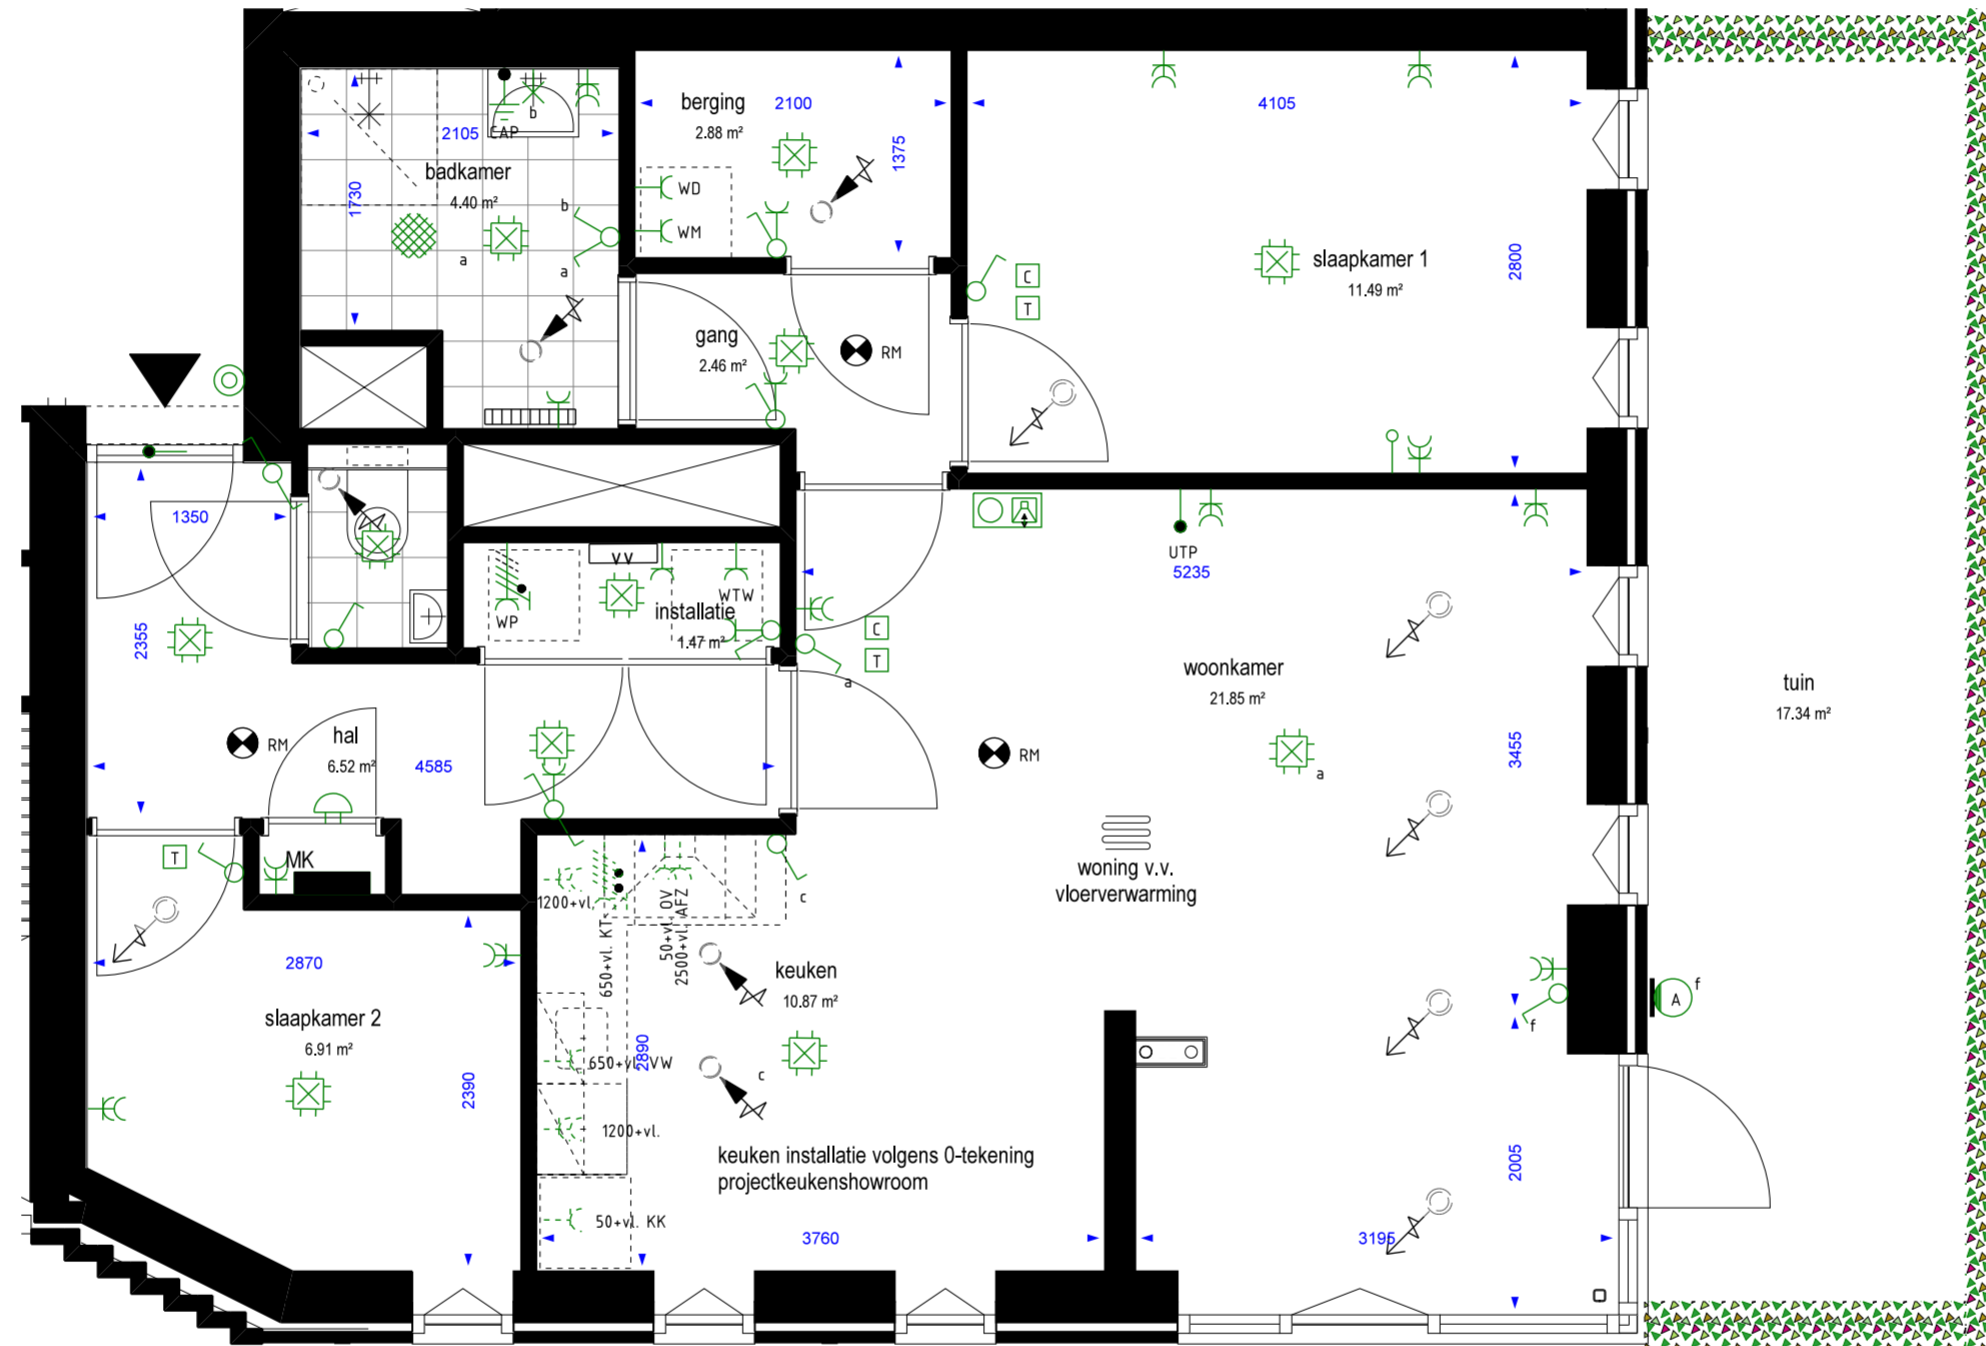 berging
2.88 m²
2100
1375
4105
2105
CAP
b
badkamer
4.40 m²
1730
b
a
a
WD
WM
slaapkamer 1
11.49 m²
2800
C
T
gang
2.46 m²
RM
1350
2355
VV
WP
WTW
installatie
1.47 m²
UTP
5235
C
T
a
woonkamer
21.85 m²
a
3455
tuin
17.34 m²
RM
hal
6.52 m²
4585
RM
T
MK
woning v.v.
vloerverwarming
1200+vl.
650+vl. KT
50+vl. OV
2500+vl. AFZ
c
2870
2390
slaapkamer 2
6.91 m²
keuken
10.87 m²
2890
650+vl. VW
c
1200+vl.
50+vl. KK
keuken installatie volgens 0-tekening
projectkeukenshowroom
3760
3195
2005
f
A
f